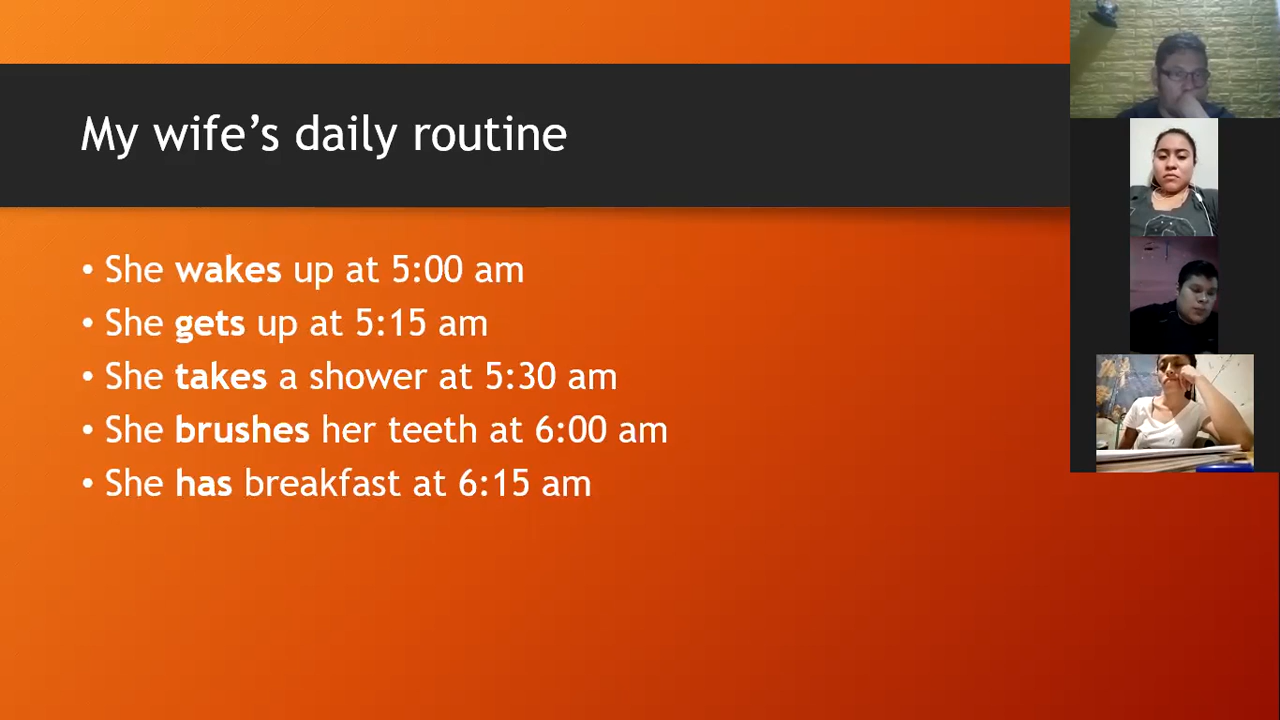 My wife’s daily routine
• She wakes up at 5:00 am
• She gets up at 5:15 am
• She takes a shower at 5:30 am
• She brushes her teeth at 6:00 am
• She has breakfast at 6:15 am